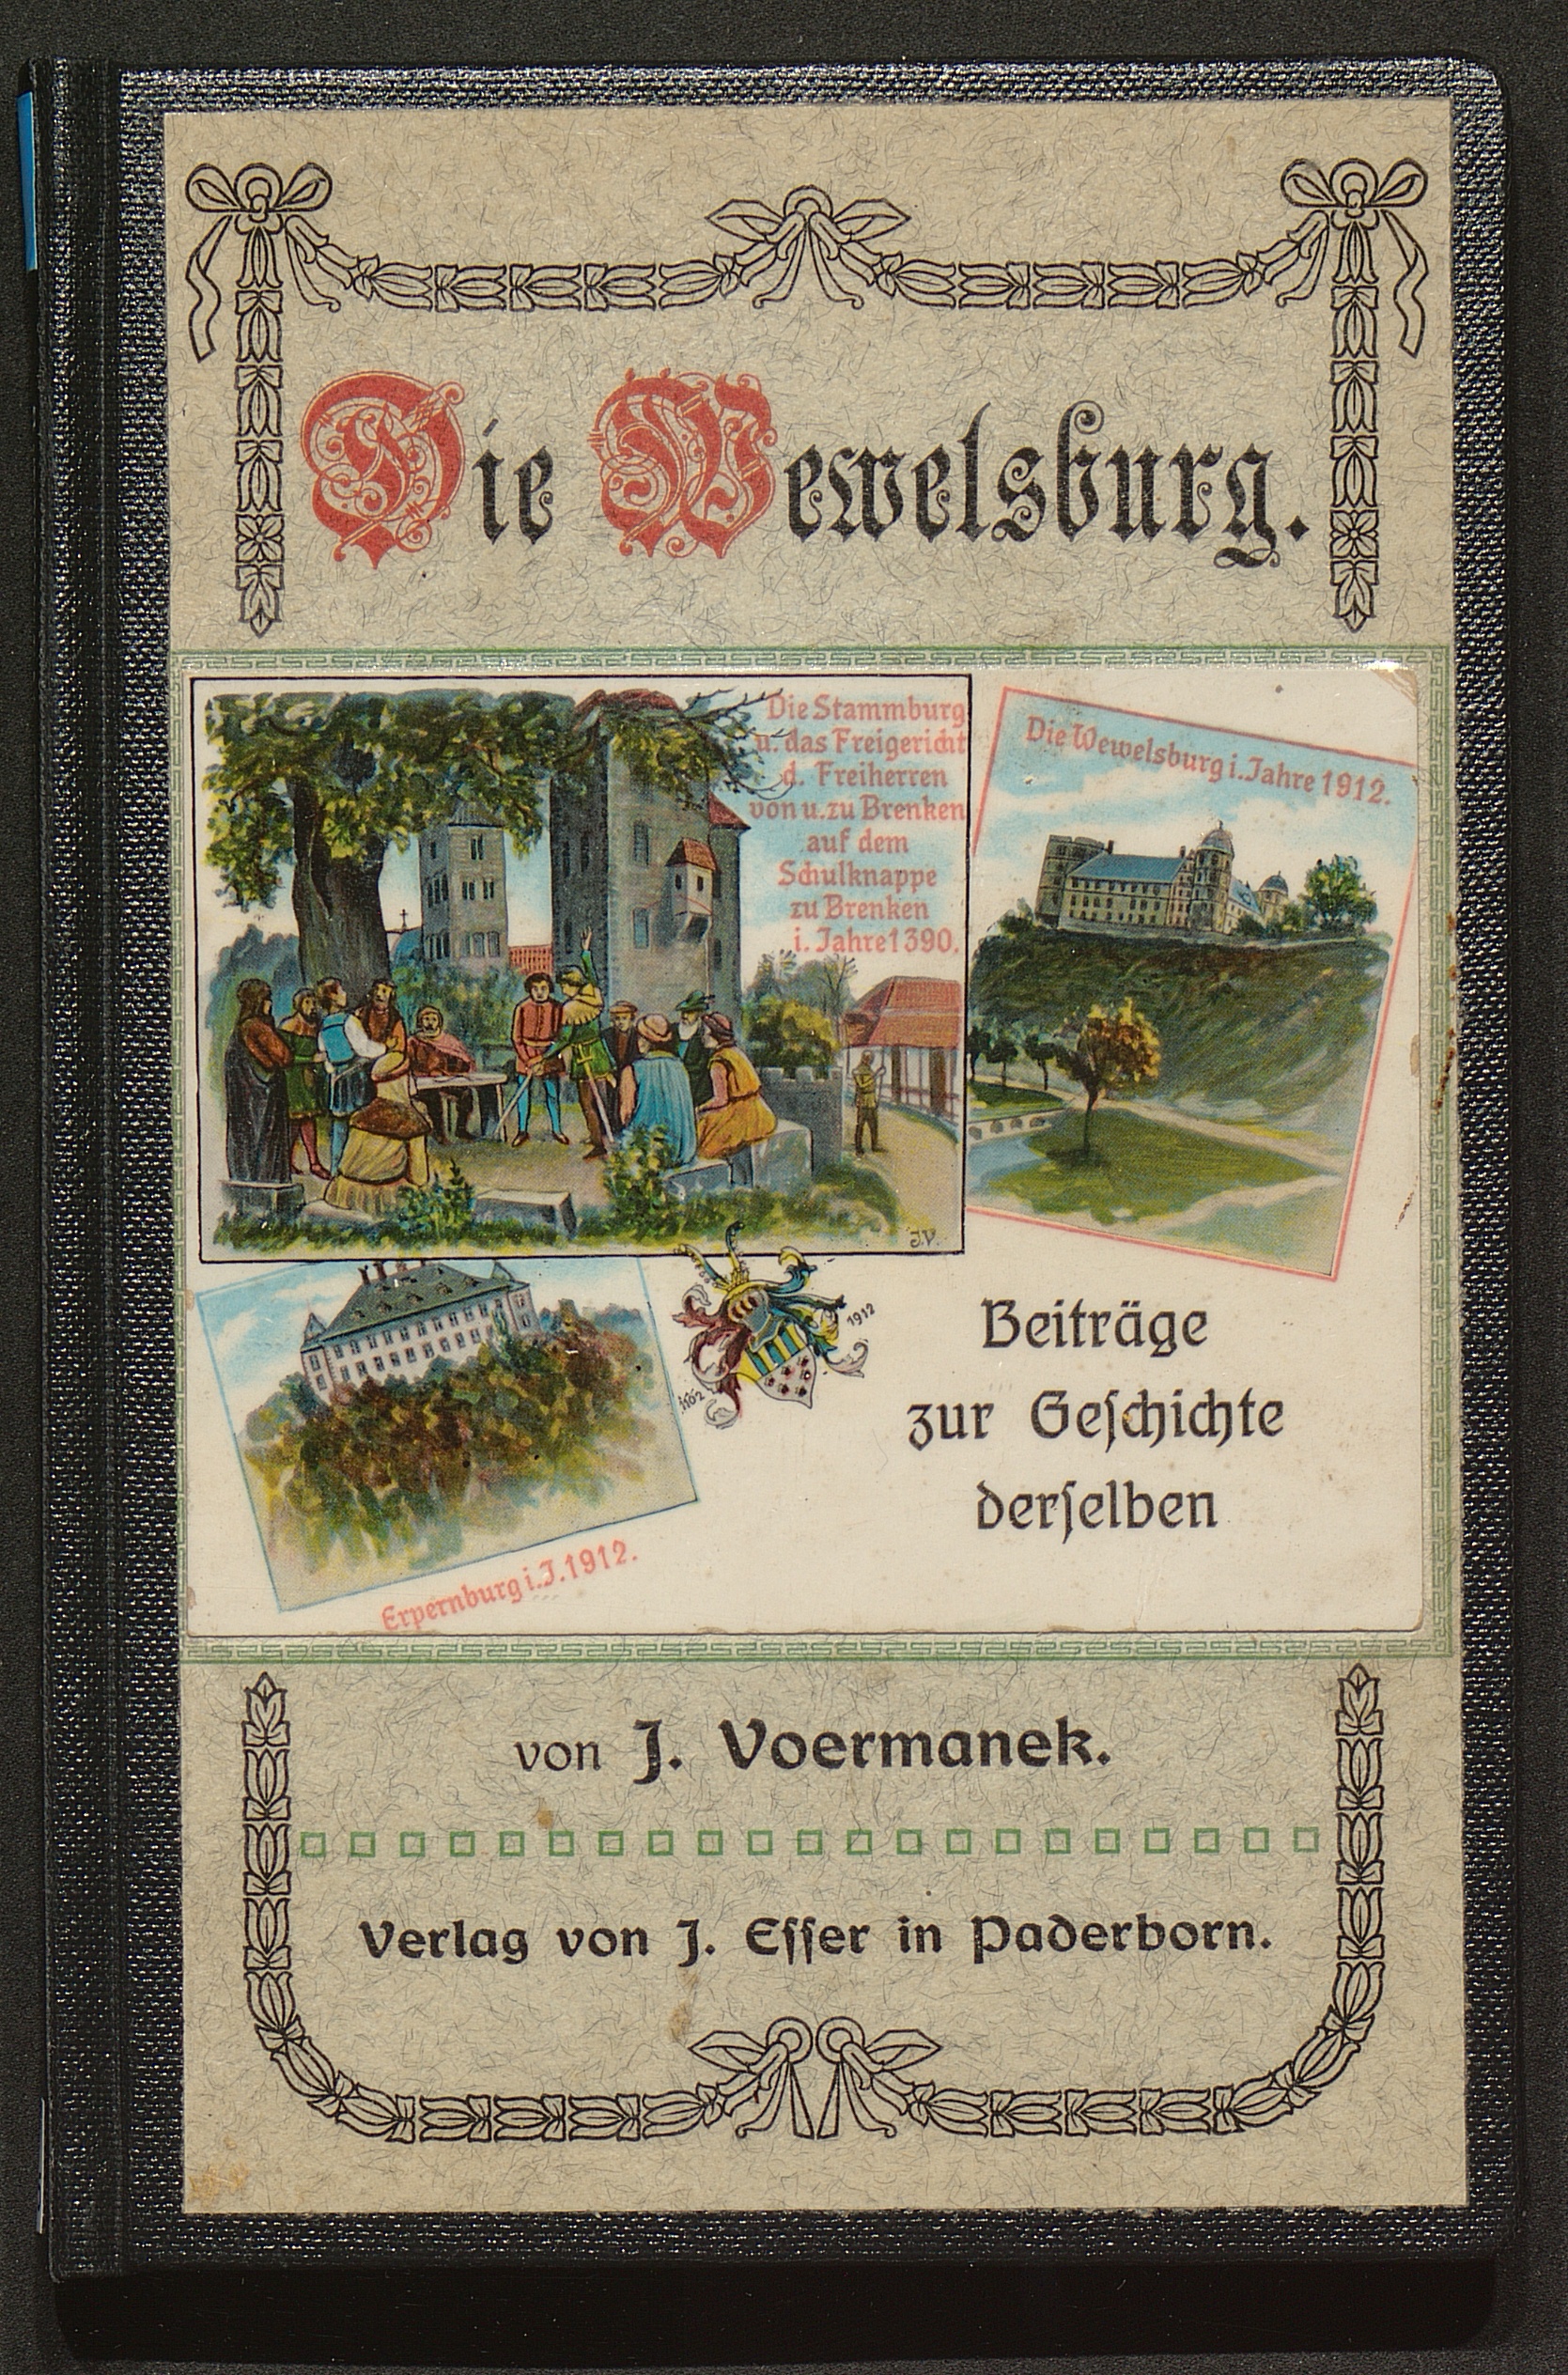 Die Wewelsburg.
Die Stammburg
u. das Freigericht
d. Freiherren
von u. zu Brenken
auf dem
Schulknappe
zu Brenken
i. Jahre 1390.
Die Wewelsburg i. Jahre 1912.
J.V.
1912
Erpernburg i. J. 1912.
Beiträge
zur Geſchichte
derſelben
von J. Voermanek.
Verlag von J. Eſſer in Paderborn.